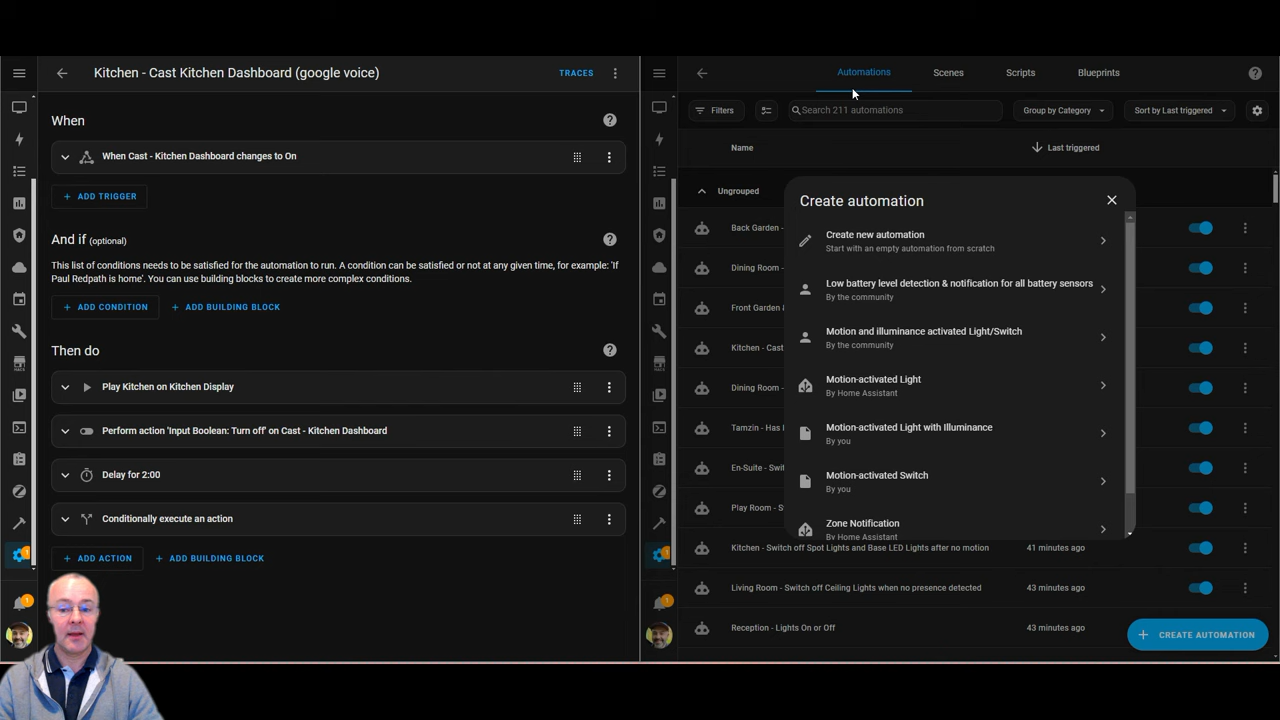 Kitchen - Cast Kitchen Dashboard (google voice)
TRACES
When
When Cast - Kitchen Dashboard changes to On
ADD TRIGGER
And if (optional)
This list of conditions needs to be satisfied for the automation to run. A condition can be satisfied or not at any given time, for example: 'If
Paul Redpath is home'. You can use building blocks to create more complex conditions.
ADD CONDITION
ADD BUILDING BLOCK
Then do
Play Kitchen on Kitchen Display
Perform action 'Input Boolean: Turn off' on Cast - Kitchen Dashboard
Delay for 2:00
Conditionally execute an action
ADD ACTION
ADD BUILDING BLOCK
1
1
Automations
Scenes
Scripts
Blueprints
Filters
Search 211 automations
Group by Category
Sort by Last triggered
Name
Last triggered
Ungrouped
Back Garden -
Dining Room -
Front Garden
Kitchen - Cast
Dining Room -
Tamzin - Has
En-Suite - Swit
Play Room - S
Kitchen - Switch off Spot Lights and Base LED Lights after no motion
41 minutes ago
Living Room - Switch off Ceiling Lights when no presence detected
43 minutes ago
Reception - Lights On or Off
43 minutes ago
Create automation
Create new automation
Start with an empty automation from scratch
Low battery level detection & notification for all battery sensors
By the community
Motion and illuminance activated Light/Switch
By the community
Motion-activated Light
By Home Assistant
Motion-activated Light with Illuminance
By you
Motion-activated Switch
By you
Zone Notification
By Home Assistant
CREATE AUTOMATION
1
1